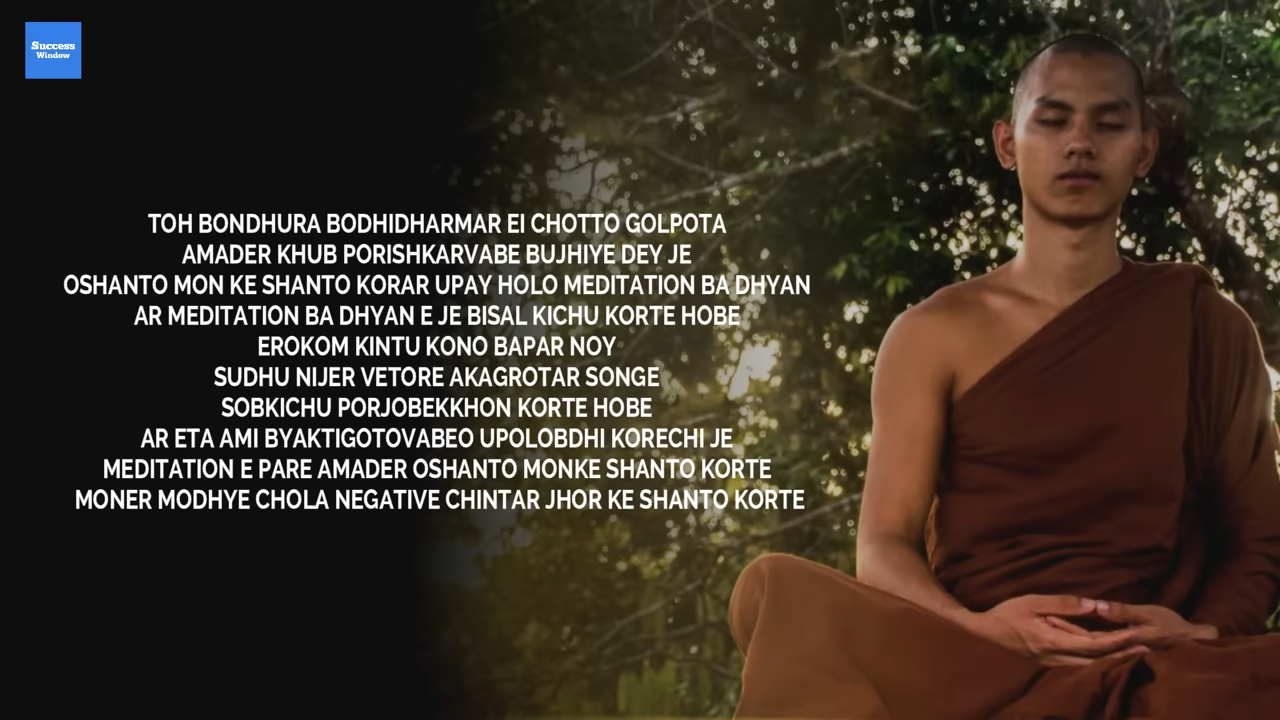 Success
Window
TOH BONDHURA BODHIDHARMAR EI CHOTTO GOLPOTA
AMADER KHUB PORISHKARVABE BUJHIYE DEY JE
OSHANTO MON KE SHANTO KORAR UPAY HOLO MEDITATION BA DHYAN
AR MEDITATION BA DHYAN E JE BISAL KICHU KORTE HOBE
EROKOM KINTU KONO BAPAR NOY
SUDHU NIJER VETORE AKAGROTAR SONGE
SOBKICHU PORJOBEKKHON KORTE HOBE
AR ETA AMI BYAKTIGOTOVABEO UPOLOBDHI KORECHI JE
MEDITATION E PARE AMADER OSHANTO MONKE SHANTO KORTE
MONER MODHYE CHOLA NEGATIVE CHINTAR JHOR KE SHANTO KORTE